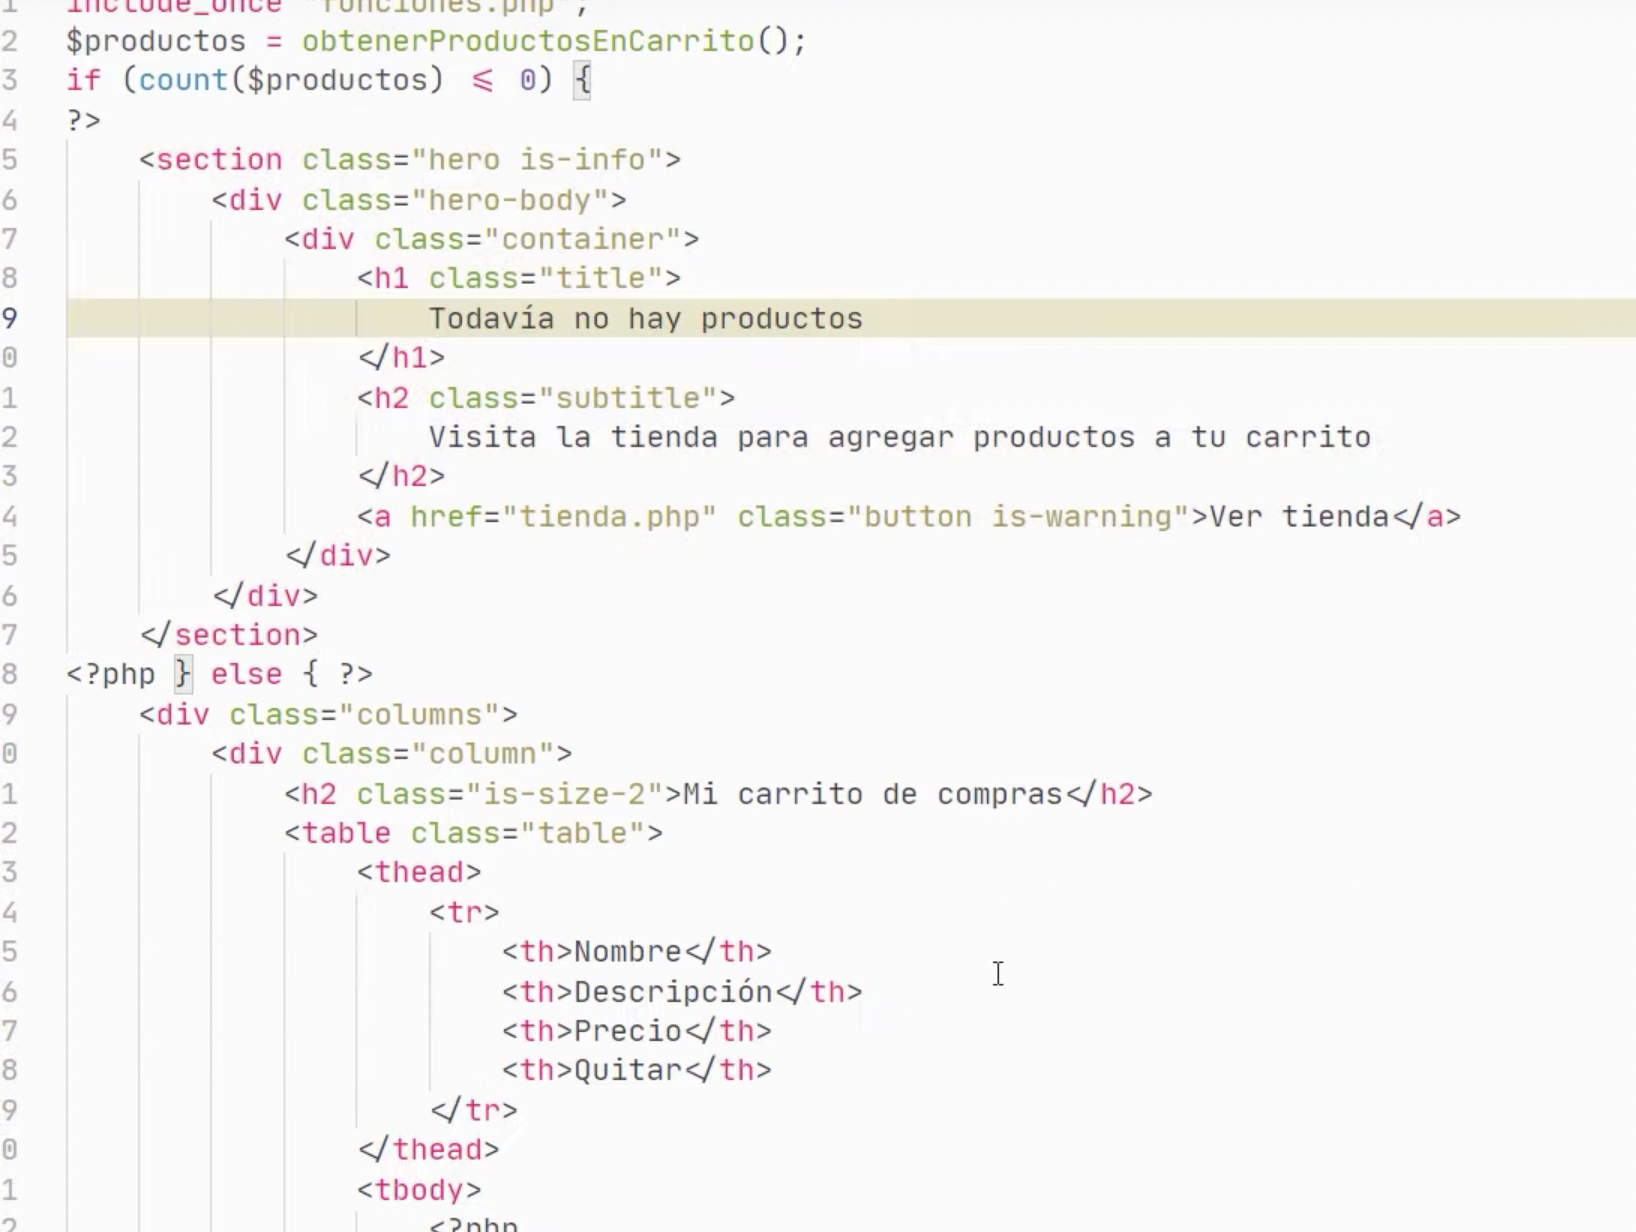 1 include_once "funciones.php";
2 $productos = obtenerProductosEnCarrito();
3 if (count($productos) <= 0) {
4 ?>
5 <section class="hero is-info">
6 <div class="hero-body">
7 <div class="container">
8 <h1 class="title">
9 Todavía no hay productos
0 </h1>
1 <h2 class="subtitle">
2 Visita la tienda para agregar productos a tu carrito
3 </h2>
4 <a href="tienda.php" class="button is-warning">Ver tienda</a>
5 </div>
6 </div>
7 </section>
8 <?php } else { ?>
9 <div class="columns">
0 <div class="column">
1 <h2 class="is-size-2">Mi carrito de compras</h2>
2 <table class="table">
3 <thead>
4 <tr>
5 <th>Nombre</th>
6 <th>Descripción</th>
7 <th>Precio</th>
8 <th>Quitar</th>
9 </tr>
0 </thead>
1 <tbody>
2 <?php